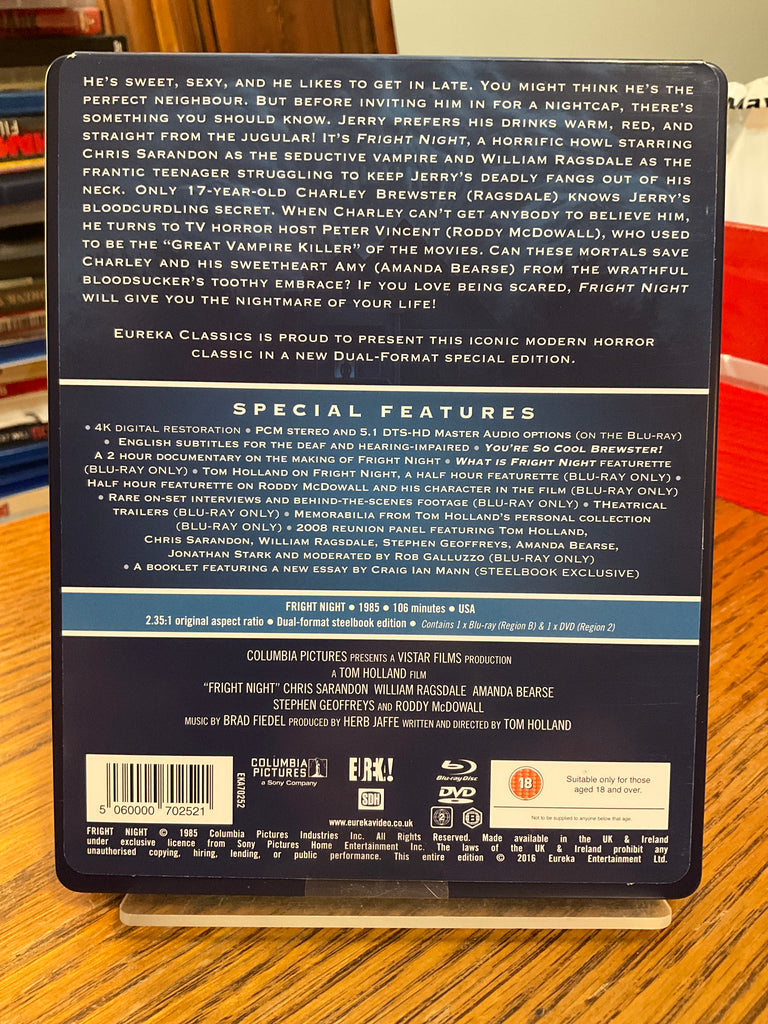 He's sweet, sexy, and he likes to get in late. You might think he's the
perfect neighbour. But before inviting him in for a nightcap, there's
something you should know. Jerry prefers his drinks warm, red, and
straight from the jugular! It's Fright Night, a horrific howl starring
Chris Sarandon as the seductive vampire and William Ragsdale as the
frantic teenager struggling to keep Jerry's deadly fangs out of his
neck. Only 17-year-old Charley Brewster (Ragsdale) knows Jerry's
bloodcurdling secret. When Charley can't get anybody to believe him,
he turns to TV horror host Peter Vincent (Roddy McDowall), who used
to be the "Great Vampire Killer" of the movies. Can these mortals save
Charley and his sweetheart Amy (Amanda Bearse) from the wrathful
bloodsucker's toothy embrace? If you love being scared, Fright Night
will give you the nightmare of your life!
Eureka Classics is proud to present this iconic modern horror
classic in a new Dual-Format special edition.
SPECIAL FEATURES
• 4K digital restoration • PCM stereo and 5.1 DTS-HD Master Audio options (on the Blu-ray)
• English subtitles for the deaf and hearing-impaired • You're So Cool Brewster!
A 2 hour documentary on the making of Fright Night • What is Fright Night featurette
(BLU-RAY ONLY) • Tom Holland on Fright Night, a half hour featurette (BLU-RAY ONLY) •
Half hour featurette on Roddy McDowall and his character in the film (BLU-RAY ONLY)
• Rare on-set interviews and behind-the-scenes footage (BLU-RAY ONLY) • THeatrical
trailers (BLU-RAY ONLY) • Memorabilia from Tom Holland's personal collection
(BLU-RAY ONLY) • 2008 reunion panel featuring Tom Holland,
Chris Sarandon, William Ragsdale, Stephen Geoffreys, Amanda Bearse,
Jonathan Stark and moderated by Rob Galluzzo (BLU-RAY ONLY)
• A booklet featuring a new essay by Craig Ian Mann (STEELBOOK EXCLUSIVE)
FRIGHT NIGHT • 1985 • 106 minutes • USA
2.35:1 original aspect ratio • Dual-format steelbook edition • Contains 1 x Blu-ray (Region B) & 1 x DVD (Region 2)
COLUMBIA PICTURES PRESENTS A VISTAR FILMS PRODUCTION
A TOM HOLLAND FILM
"FRIGHT NIGHT" CHRIS SARANDON WILLIAM RAGSDALE AMANDA BEARSE
STEPHEN GEOFFREYS AND RODDY McDOWALL
MUSIC BY BRAD FIEDEL PRODUCED BY HERB JAFFE WRITTEN AND DIRECTED BY TOM HOLLAND
5 060000 702521
EKA70252
COLUMBIA
PICTURES
a Sony Company
EUREKA!
SDH
www.eurekavideo.co.uk
Blu-ray Disc
DVD
2
B
18
Suitable only for those
aged 18 and over.
Not to be supplied to anyone below that age.
FRIGHT NIGHT © 1985 Columbia Pictures Industries Inc. All Rights Reserved. Made available in the UK & Ireland
under exclusive licence from Sony Pictures Home Entertainment Inc. The laws of the UK & Ireland prohibit any
unauthorised copying, hiring, lending, or public performance. This entire edition © 2016 Eureka Entertainment Ltd.